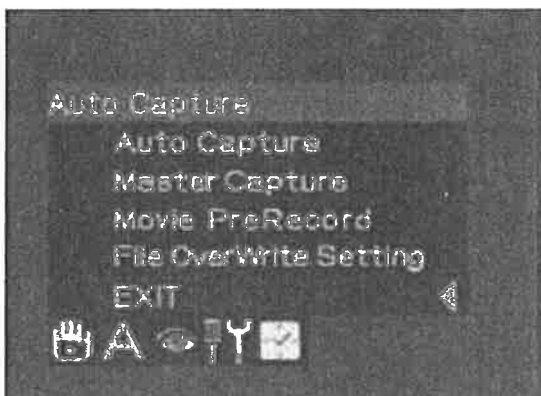 Auto Capture
Auto Capture
Master Capture
Movie PreRecord
File OverWrite Setting
EXIT